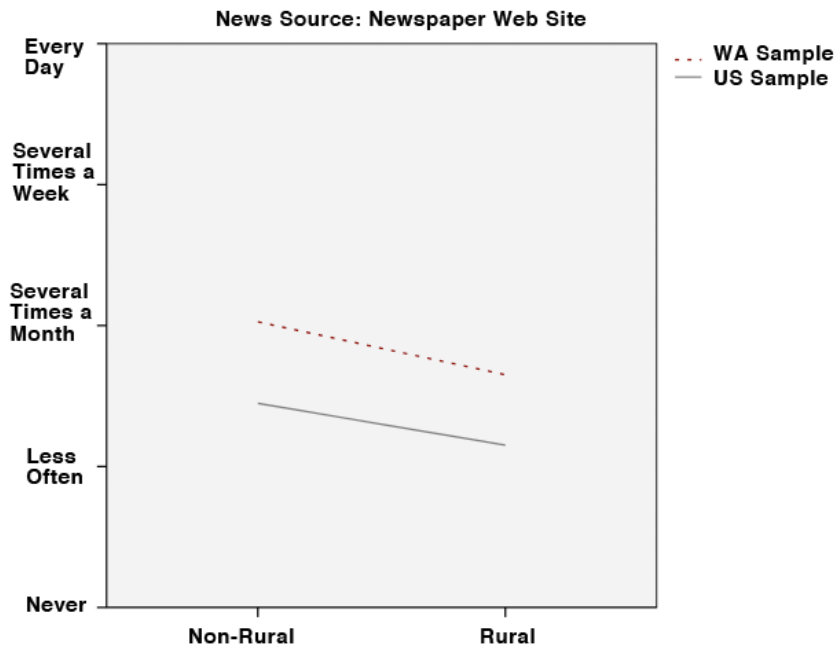 News Source: Newspaper Web Site
Every
Day
Several
Times a
Week
Several
Times a
Month
Less
Often
Never
Non-Rural
Rural
WA Sample
US Sample